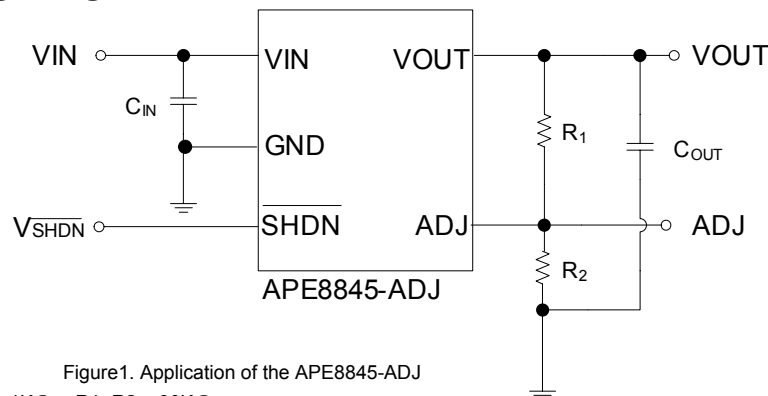 VIN
VIN
VOUT
VOUT
CIN
R1
COUT
GND
VSHDN
SHDN
ADJ
ADJ
R2
APE8845-ADJ
Figure1. Application of the APE8845-ADJ